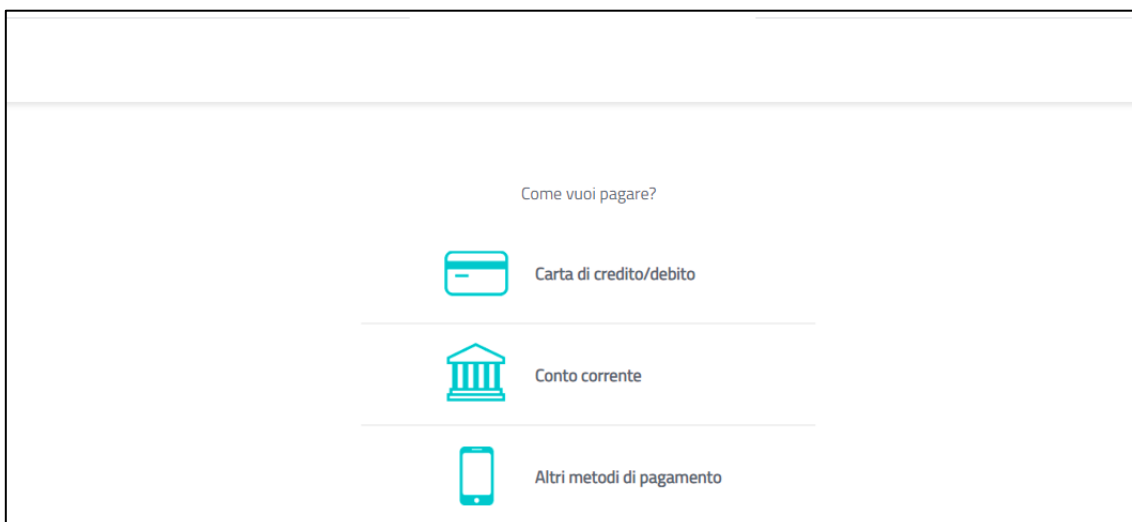 Come vuoi pagare?
Carta di credito/debito
Conto corrente
Altri metodi di pagamento